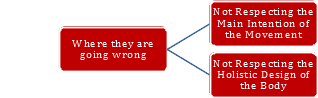 Where they are
going wrong
Not Respecting the
Main Intention of
the Movement
Not Respecting the
Holistic Design of
the Body